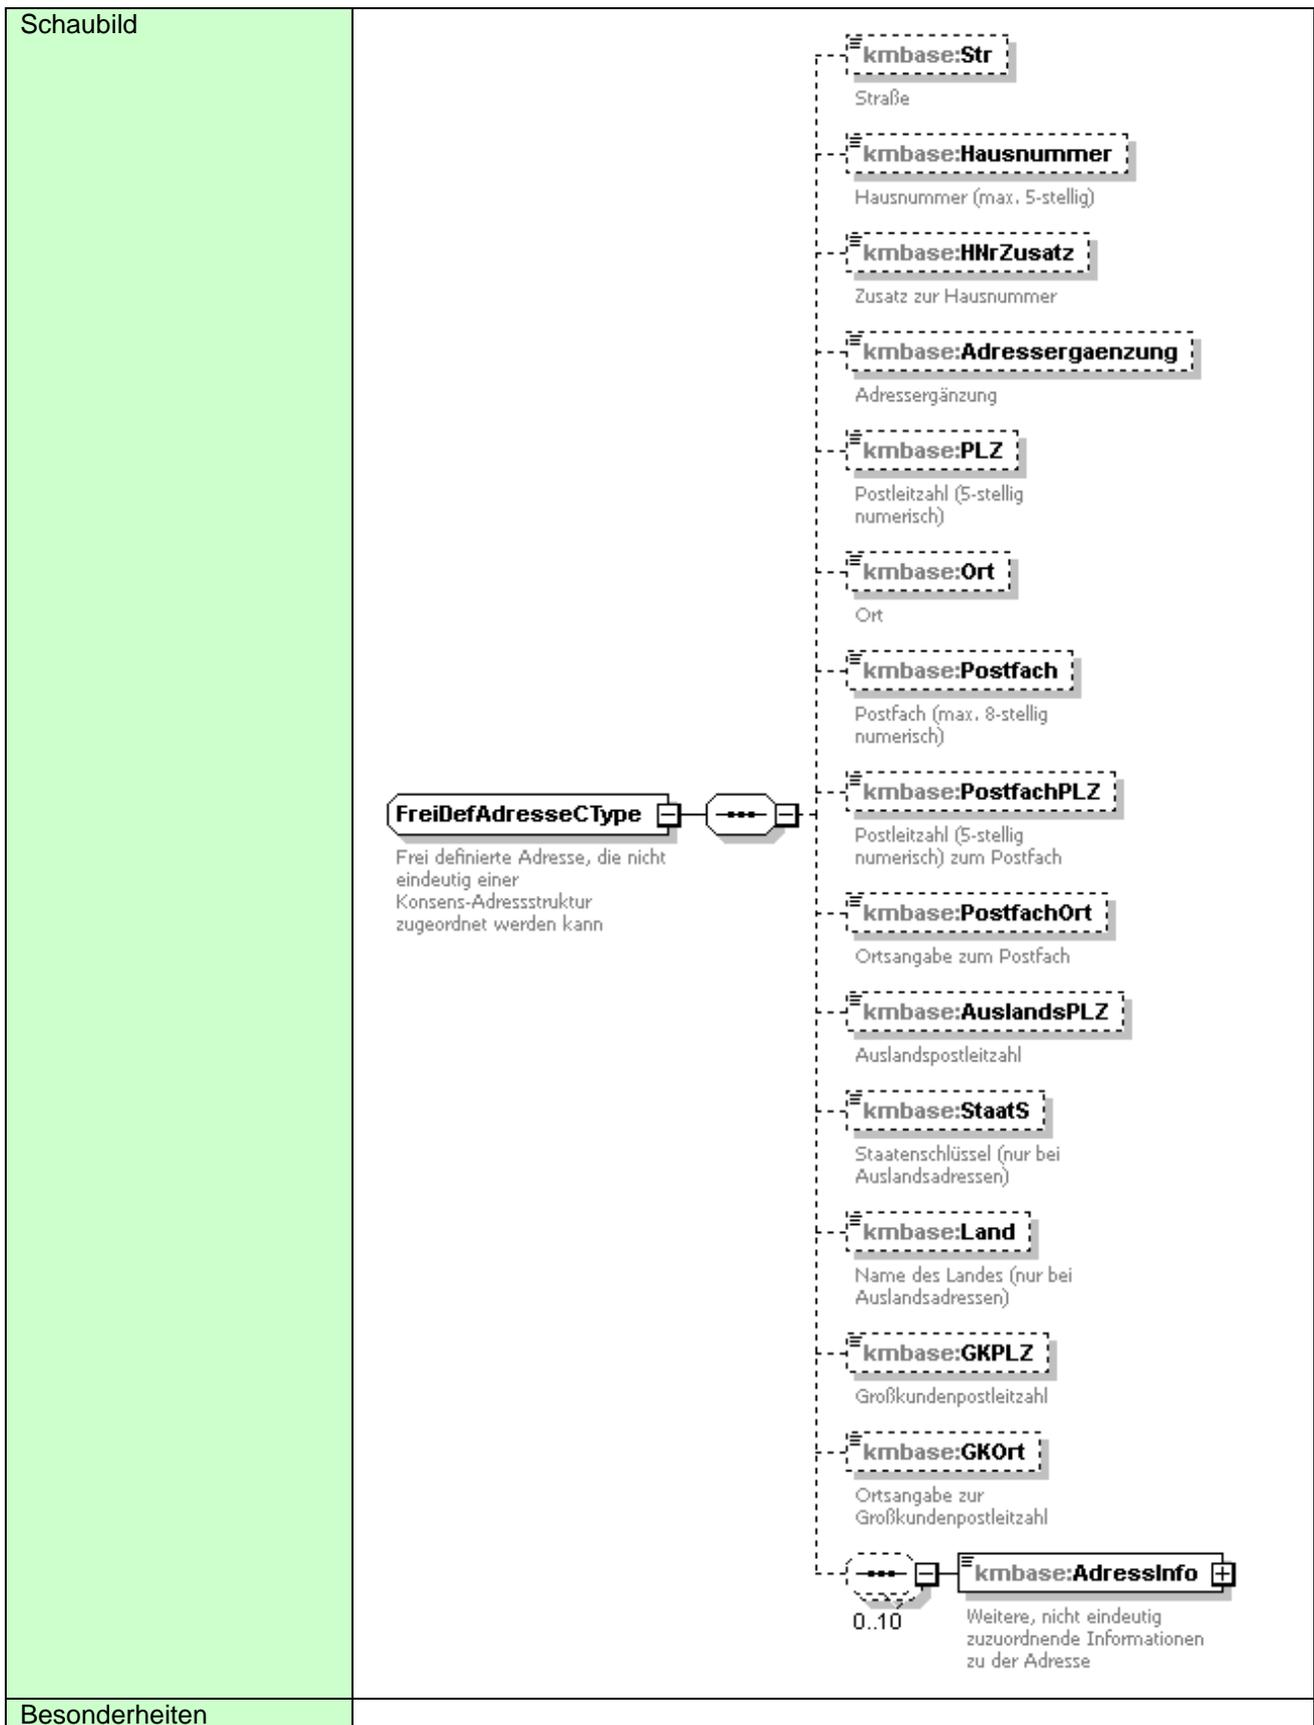 Schaubild
kmbase:Str
Straße
kmbase:Hausnummer
Hausnummer (max. 5-stellig)
kmbase:HNrZusatz
Zusatz zur Hausnummer
kmbase:Adressergaenzung
Adressergänzung
kmbase:PLZ
Postleitzahl (5-stellig
numerisch)
kmbase:Ort
Ort
kmbase:Postfach
Postfach (max. 8-stellig
numerisch)
kmbase:PostfachPLZ
Postleitzahl (5-stellig
numerisch) zum Postfach
FreiDefAdresseCType
Frei definierte Adresse, die nicht
eindeutig einer
Konsens-Adressstruktur
zugeordnet werden kann
kmbase:PostfachOrt
Ortsangabe zum Postfach
kmbase:AuslandsPLZ
Auslandspostleitzahl
kmbase:StaatS
Staatenschlüssel (nur bei
Auslandsadressen)
kmbase:Land
Name des Landes (nur bei
Auslandsadressen)
kmbase:GKPLZ
Großkundenpostleitzahl
kmbase:GKOrt
Ortsangabe zur
Großkundenpostleitzahl
kmbase:AdressInfo
0..10
Weitere, nicht eindeutig
zuzuordnende Informationen
zu der Adresse
Besonderheiten